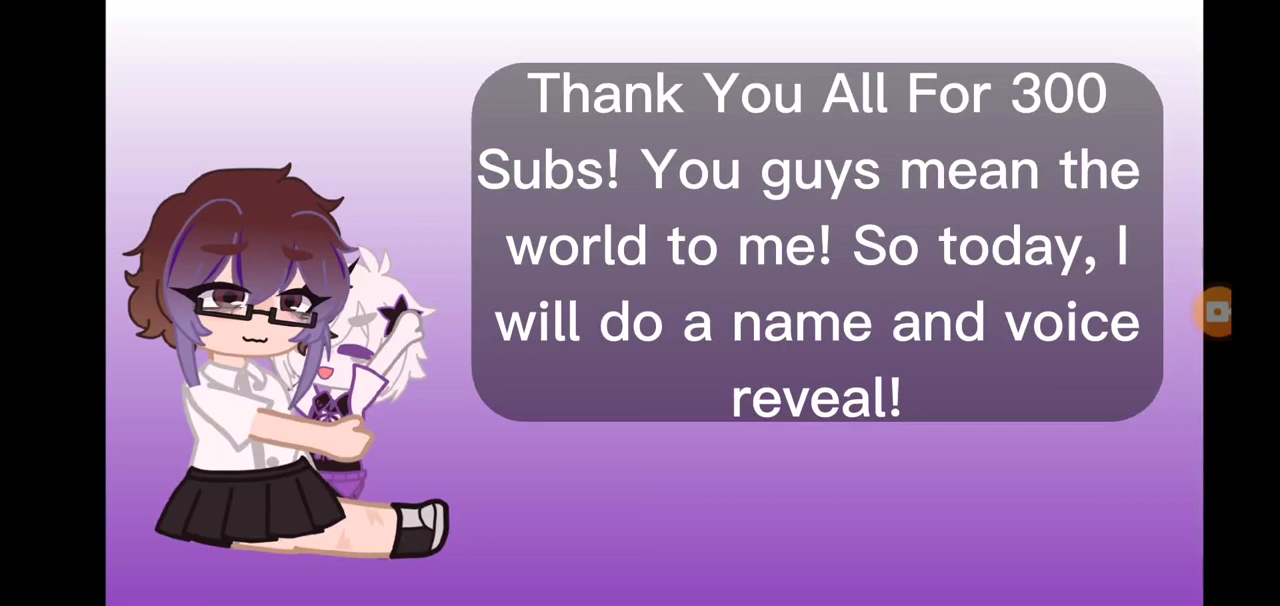 Thank You All For 300
Subs! You guys mean the
world to me! So today, I
will do a name and voice
reveal!